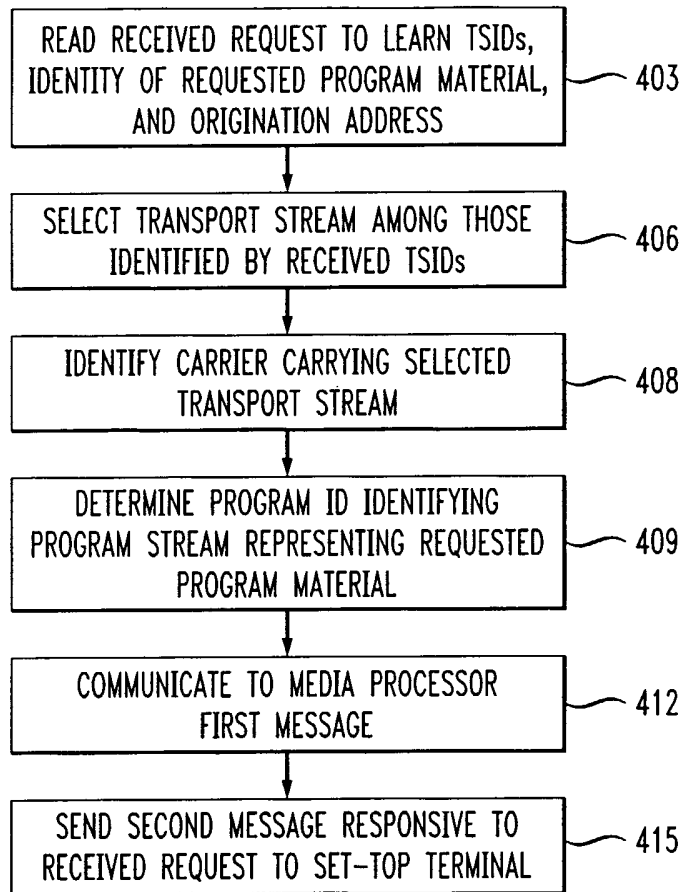 READ RECEIVED REQUEST TO LEARN TSIDs,
IDENTITY OF REQUESTED PROGRAM MATERIAL,
AND ORIGINATION ADDRESS
403
SELECT TRANSPORT STREAM AMONG THOSE
IDENTIFIED BY RECEIVED TSIDs
406
IDENTIFY CARRIER CARRYING SELECTED
TRANSPORT STREAM
408
DETERMINE PROGRAM ID IDENTIFYING
PROGRAM STREAM REPRESENTING REQUESTED
PROGRAM MATERIAL
409
COMMUNICATE TO MEDIA PROCESSOR
FIRST MESSAGE
412
SEND SECOND MESSAGE RESPONSIVE TO
RECEIVED REQUEST TO SET-TOP TERMINAL
415